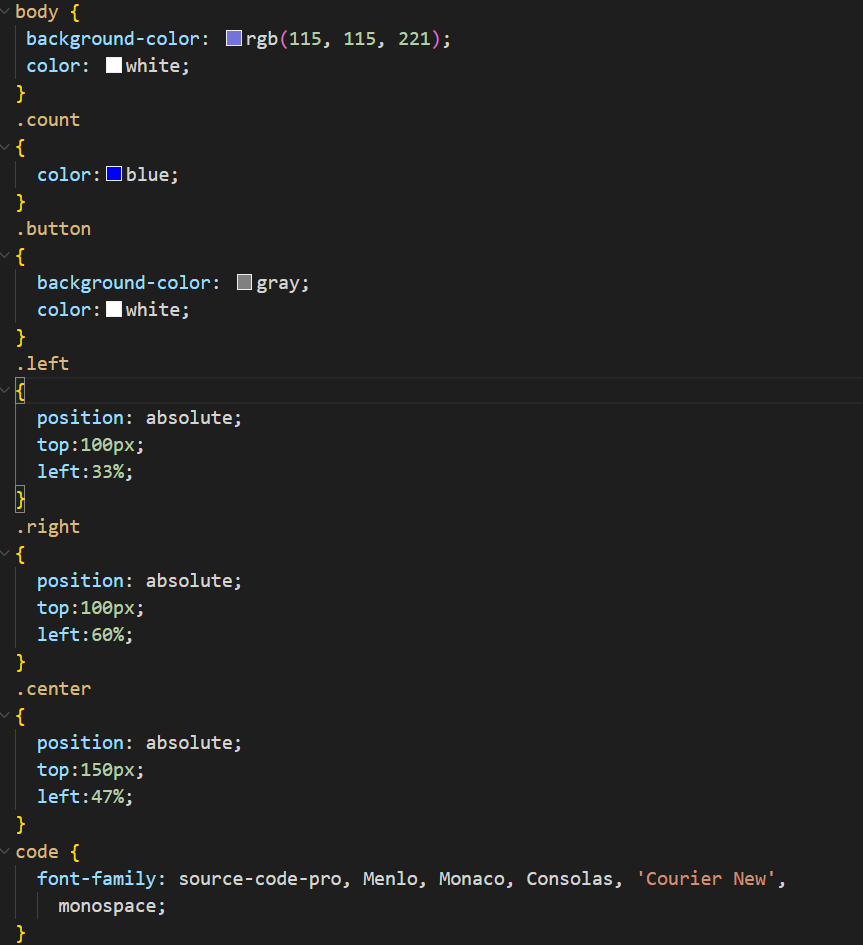 body {
background-color: rgb(115, 115, 221);
color: white;
}
.count
{
color:blue;
}
.button
{
background-color: gray;
color:white;
}
.left
{
position: absolute;
top:100px;
left:33%;
}
.right
{
position: absolute;
top:100px;
left:60%;
}
.center
{
position: absolute;
top:150px;
left:47%;
}
code {
font-family: source-code-pro, Menlo, Monaco, Consolas, 'Courier New',
monospace;
}